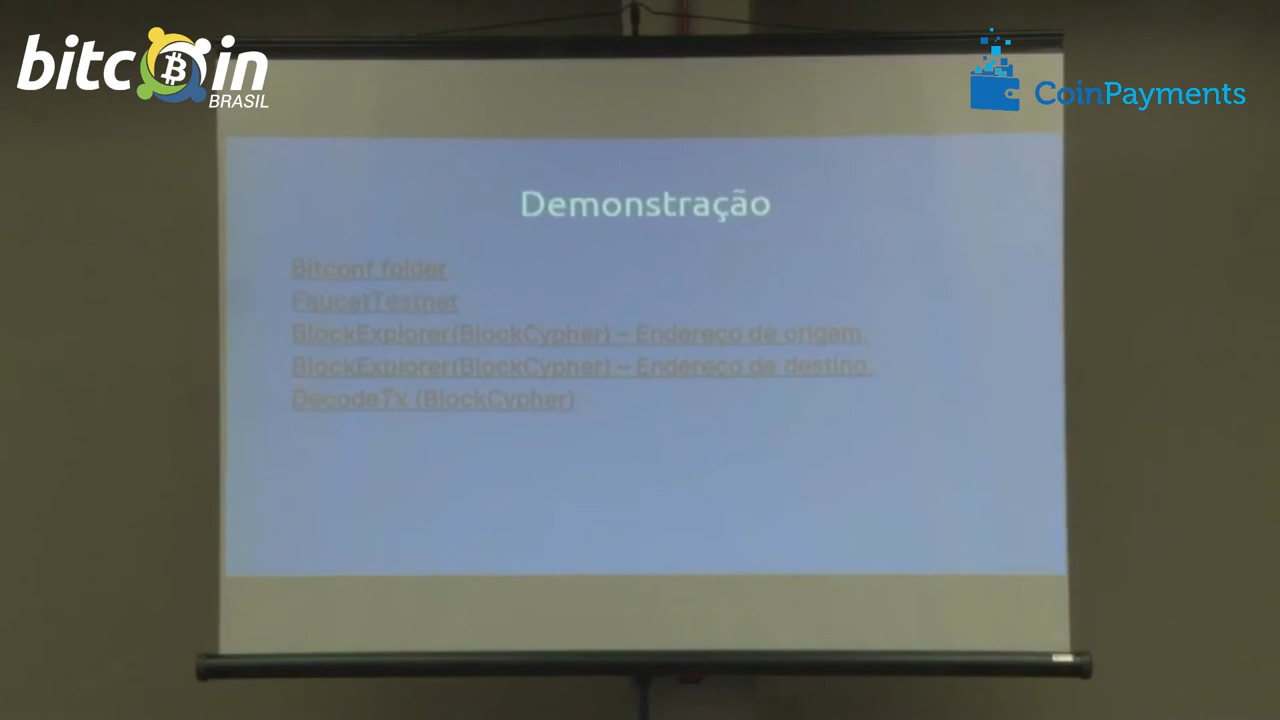 bitcoin
BRASIL
CoinPayments
Demonstração
Bitconf folder
FaucetTestnet
BlockExplorer(BlockCypher) – Endereço de origem.
BlockExplorer(BlockCypher) – Endereço de destino.
DecodeTx (BlockCypher)